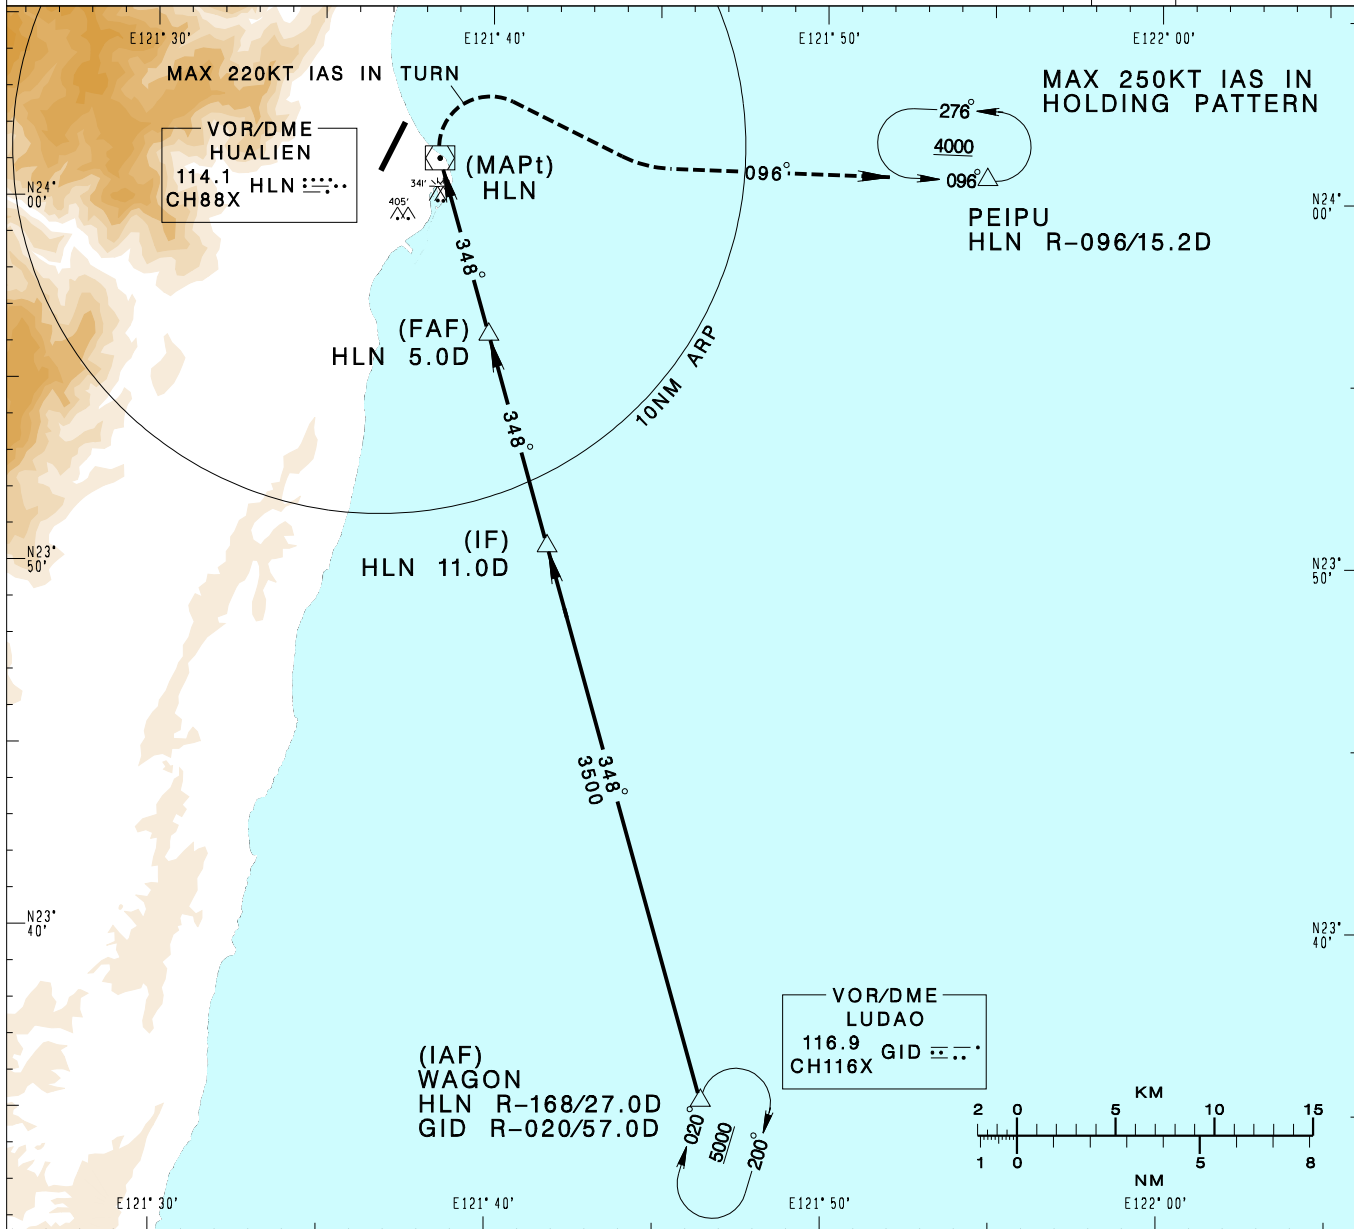 E121° 30'
E121° 40'
E121° 50'
E122° 00'
MAX 220KT IAS IN TURN
MAX 250KT IAS IN
HOLDING PATTERN
VOR/DME
HUALIEN
114.1
CH88X
HLN
N24°
00'
341'
405'
(MAPt)
HLN
096°
276°
4000
096°
N24°
00'
PEIPU
HLN R-096/15.2D
348°
(FAF)
HLN 5.0D
10NM ARP
348°
(IF)
HLN 11.0D
N23°
50'
N23°
50'
348°
3500
N23°
40'
N23°
40'
VOR/DME
LUDAO
116.9
CH116X
GID
(IAF)
WAGON
HLN R-168/27.0D
GID R-020/57.0D
020°
5000
200°
KM
2 0 5 10 15
1 0 5 8
NM
E121° 30'
E121° 40'
E121° 50'
E122° 00'